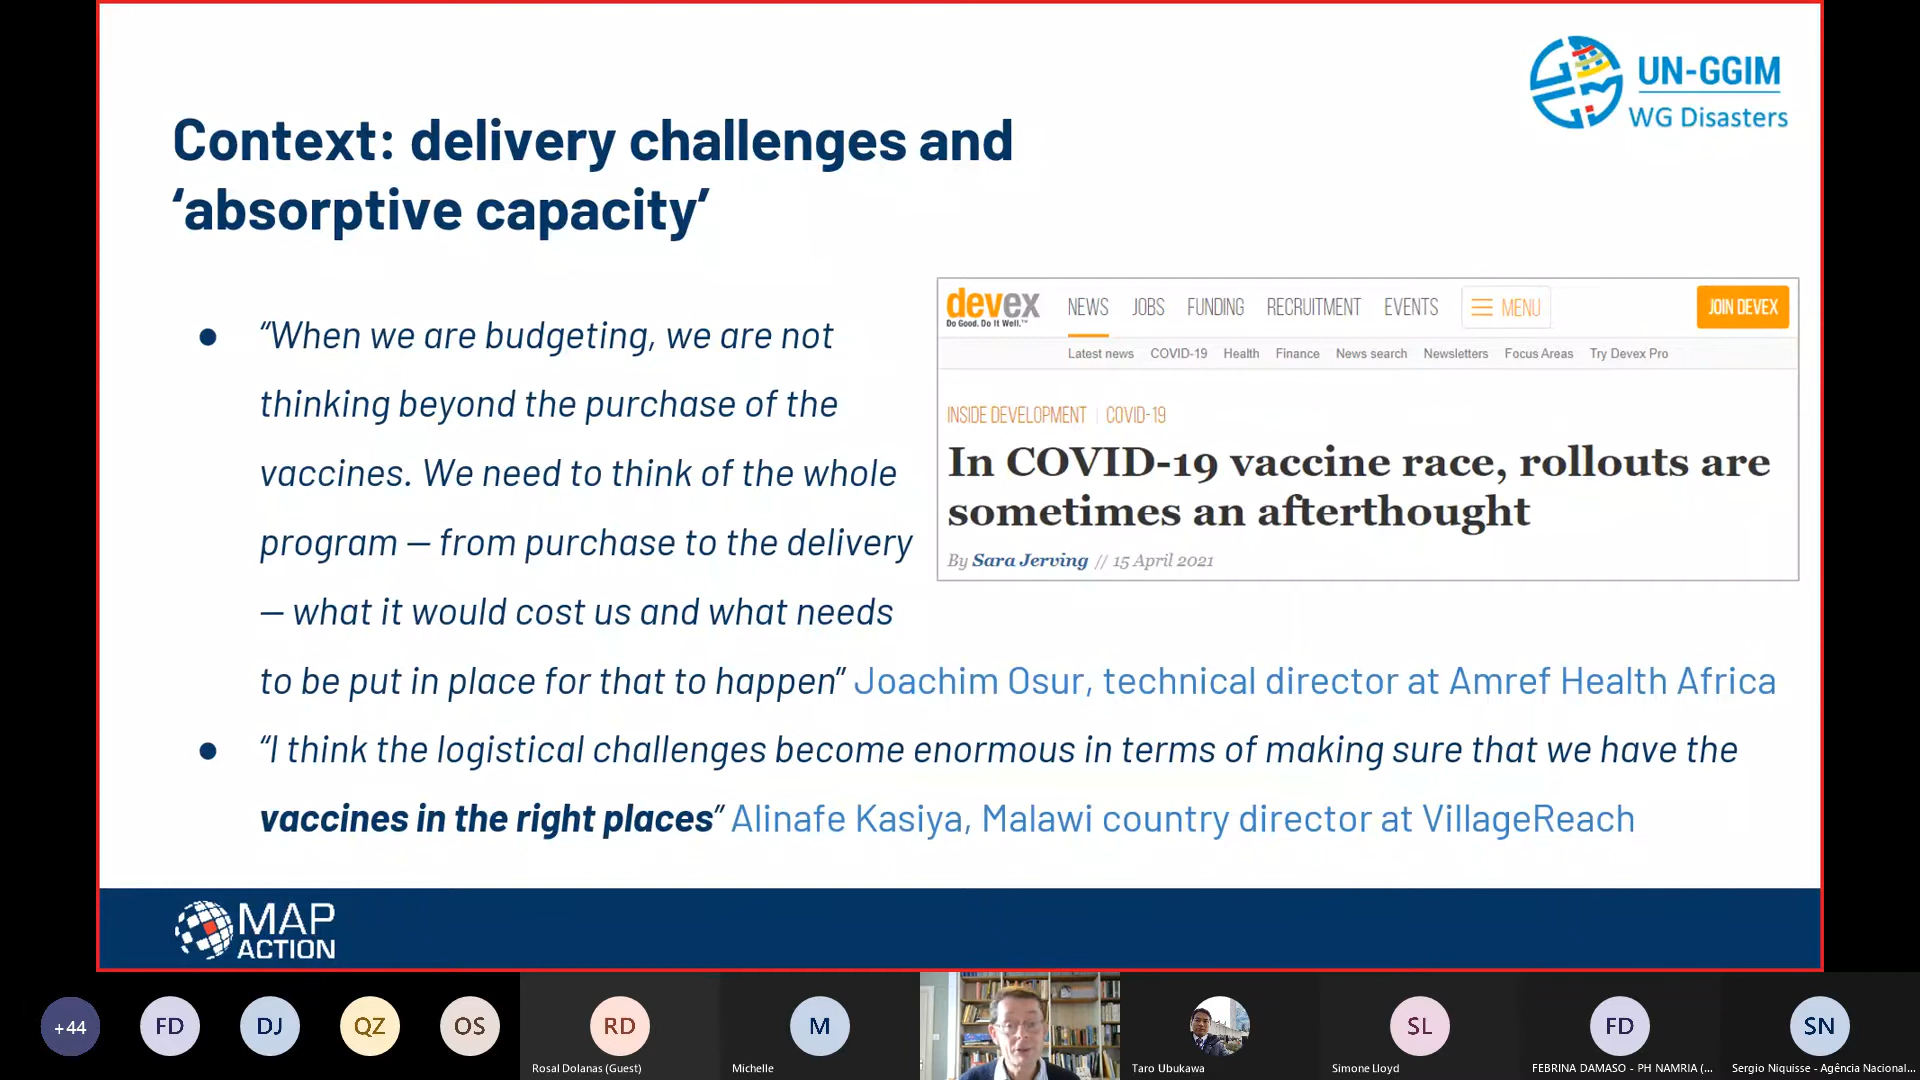 UN-GGIM
WG Disasters
Context: delivery challenges and
‘absorptive capacity’
● “When we are budgeting, we are not
thinking beyond the purchase of the
vaccines. We need to think of the whole
program — from purchase to the delivery
— what it would cost us and what needs
to be put in place for that to happen” Joachim Osur, technical director at Amref Health Africa
● “I think the logistical challenges become enormous in terms of making sure that we have the
vaccines in the right places” Alinafe Kasiya, Malawi country director at VillageReach
devex
Do Good. Do It Well.™
NEWS JOBS FUNDING RECRUITMENT EVENTS MENU JOIN DEVEX
Latest news COVID-19 Health Finance News search Newsletters Focus Areas Try Devex Pro
INSIDE DEVELOPMENT | COVID-19
In COVID-19 vaccine race, rollouts are
sometimes an afterthought
By Sara Jerving // 15 April 2021
MAP
ACTION
+44 FD DJ QZ OS RD M SL FD SN
Rosal Dolanas (Guest) Michelle Taro Ubukawa Simone Lloyd FEBRINA DAMASO - PH NAMRIA (... Sergio Niquisse - Agência Nacional...